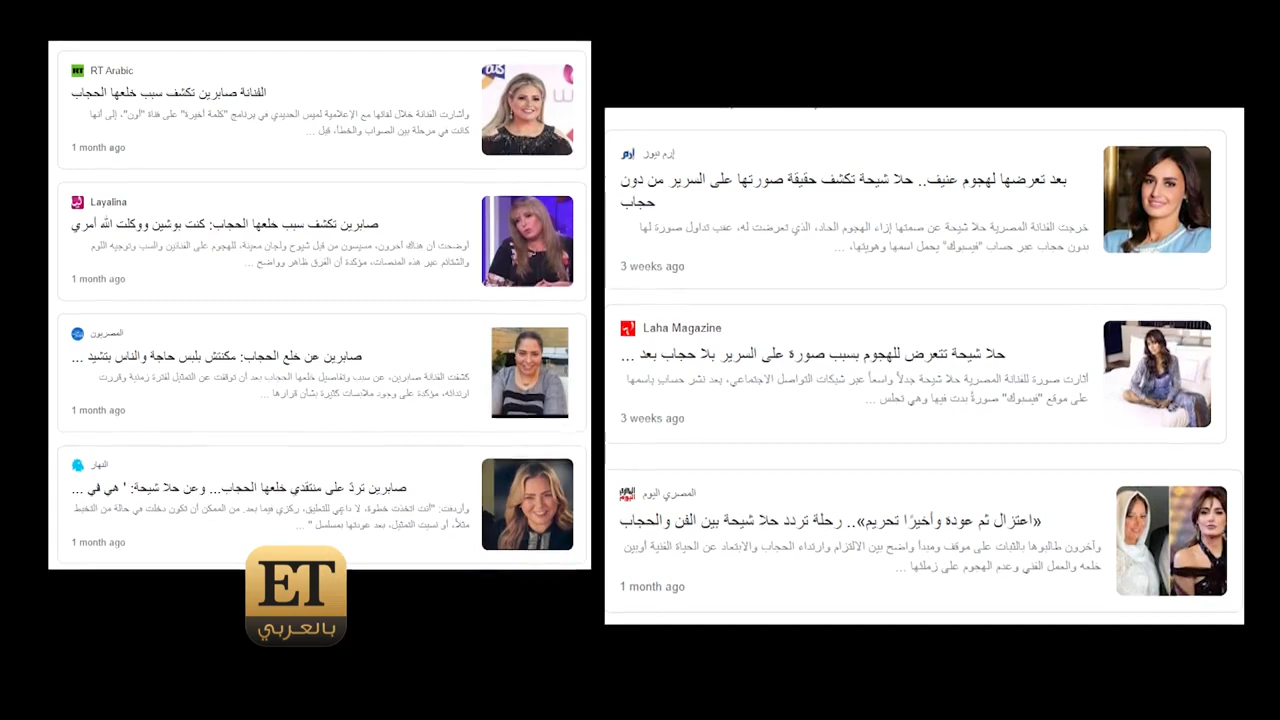 RT Arabic
الفنانة صابرين تكشف سبب خلعها الحجاب
وأشارت الفنانة خلال لقائها مع الإعلامية لميس الحديدي في برنامج "كلمة أخيرة" على قناة "أون"، إلى أنها
كانت في مرحلة بين الصواب والخطأ، قبل ...
1 month ago
Layalina
صابرين تكشف سبب خلعها الحجاب: كنت بوشين ووكلت الله أمري
أوضحت أن هناك آخرون، مسيسون من قبل شيوخ ولجان معينة، للهجوم على الفنانين والسب وتوجيه اللوم
والشتائم عبر هذه المنصات، مؤكدة أن الفرق ظاهر وواضح ...
1 month ago
المصريون
صابرين عن خلع الحجاب: مكنتش بلبس حاجة والناس بتشيد ...
كشفت الفنانة صابرين، عن سبب وتفاصيل خلعها الحجاب بعد أن توقفت عن التمثيل لفترة زمنية وقررت
ارتدائه، مؤكدة على وجود ملابسات كثيرة بشأن قرارها ...
1 month ago
النهار
صابرين تردّ على منتقدي خلعها الحجاب... وعن حلا شيحة: ' هي في ...
وأردفت: "أنت اتخذت خطوة، لا داعي للتعليق، ركزي فيما بعد. من الممكن أن تكون دخلت في حالة من التخبط
مثلاً، أو نسيت التمثيل، بعد عودتها بمسلسل " ...
1 month ago
ET
بالعربي
إرم نيوز
بعد تعرضها لهجوم عنيف.. حلا شيحة تكشف حقيقة صورتها على السرير من دون
حجاب
خرجت الفنانة المصرية حلا شيحة عن صمتها إزاء الهجوم الحاد، الذي تعرضت له، عقب تداول صورة لها
بدون حجاب عبر حساب "فيسبوك" يحمل اسمها وهويتها، ...
3 weeks ago
Laha Magazine
حلا شيحة تتعرض للهجوم بسبب صورة على السرير بلا حجاب بعد ...
أثارت صورة للفنانة المصرية حلا شيحة جدلاً واسعاً عبر شبكات التواصل الاجتماعي، بعد نشر حساب باسمها
على موقع "فيسبوك" صورةً بدت فيها وهي تجلس ...
3 weeks ago
المصري اليوم
«اعتزال ثم عودة وأخيرًا تحريم».. رحلة تردد حلا شيحة بين الفن والحجاب
وآخرون طالبوها بالثبات على موقف ومبدأ واضح بين الالتزام وارتداء الحجاب والابتعاد عن الحياة الفنية أوبين
خلعه والعمل الفني وعدم الهجوم على زملائها ...
1 month ago